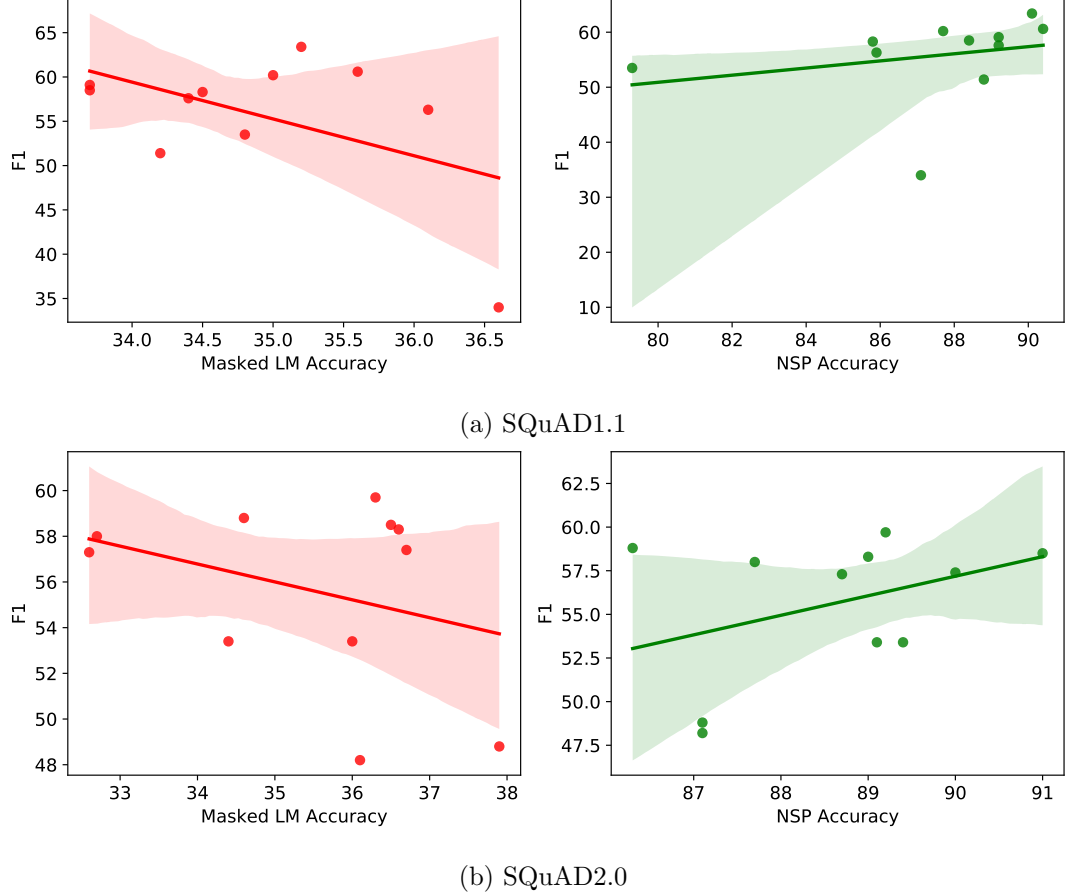 65
60
55
50
45
40
35
F1
34.0 34.5 35.0 35.5 36.0 36.5
Masked LM Accuracy
60
50
40
30
20
10
F1
80 82 84 86 88 90
NSP Accuracy
(a) SQuAD1.1
60
58
56
54
52
50
48
F1
33 34 35 36 37 38
Masked LM Accuracy
62.5
60.0
57.5
55.0
52.5
50.0
47.5
F1
87 88 89 90 91
NSP Accuracy
(b) SQuAD2.0